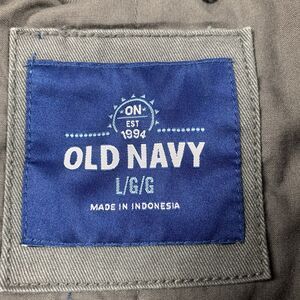 ON
EST
1994
OLD NAVY
L/G/G
MADE IN INDONESIA